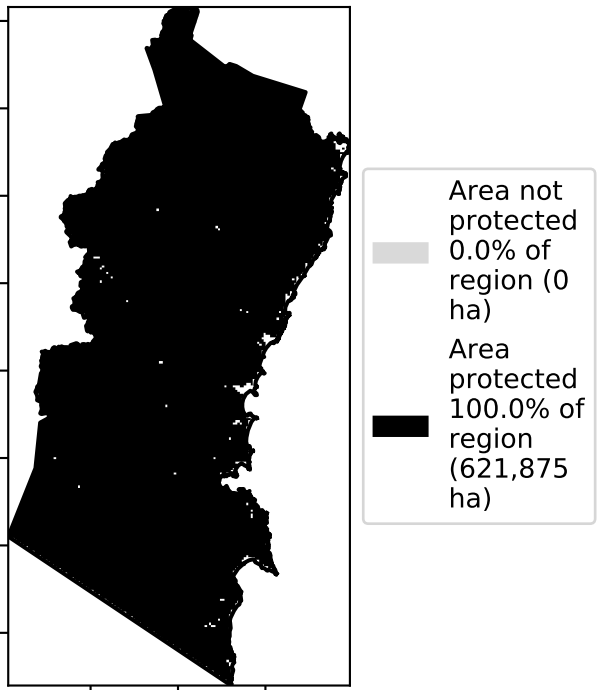 Area not
protected
0.0% of
region (0
ha)
Area
protected
100.0% of
region
(621,875
ha)